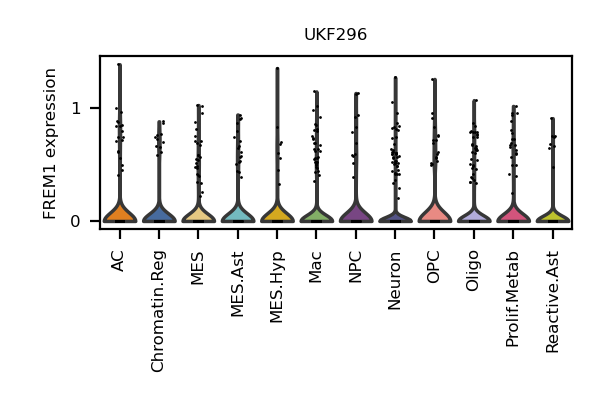 UKF296
FREM1 expression
1
0
AC
Chromatin.Reg
MES
MES.Ast
MES.Hyp
Mac
NPC
Neuron
OPC
Oligo
Prolif.Metab
Reactive.Ast